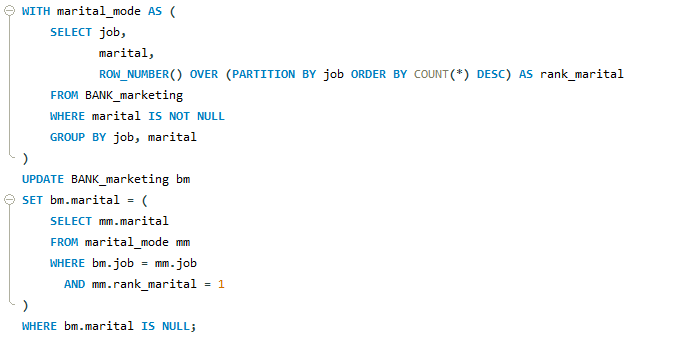 WITH marital_mode AS (
    SELECT job,
           marital,
           ROW_NUMBER() OVER (PARTITION BY job ORDER BY COUNT(*) DESC) AS rank_marital
    FROM BANK_marketing
    WHERE marital IS NOT NULL
    GROUP BY job, marital
)
UPDATE BANK_marketing bm
SET bm.marital = (
    SELECT mm.marital
    FROM marital_mode mm
    WHERE bm.job = mm.job
      AND mm.rank_marital = 1
)
WHERE bm.marital IS NULL;